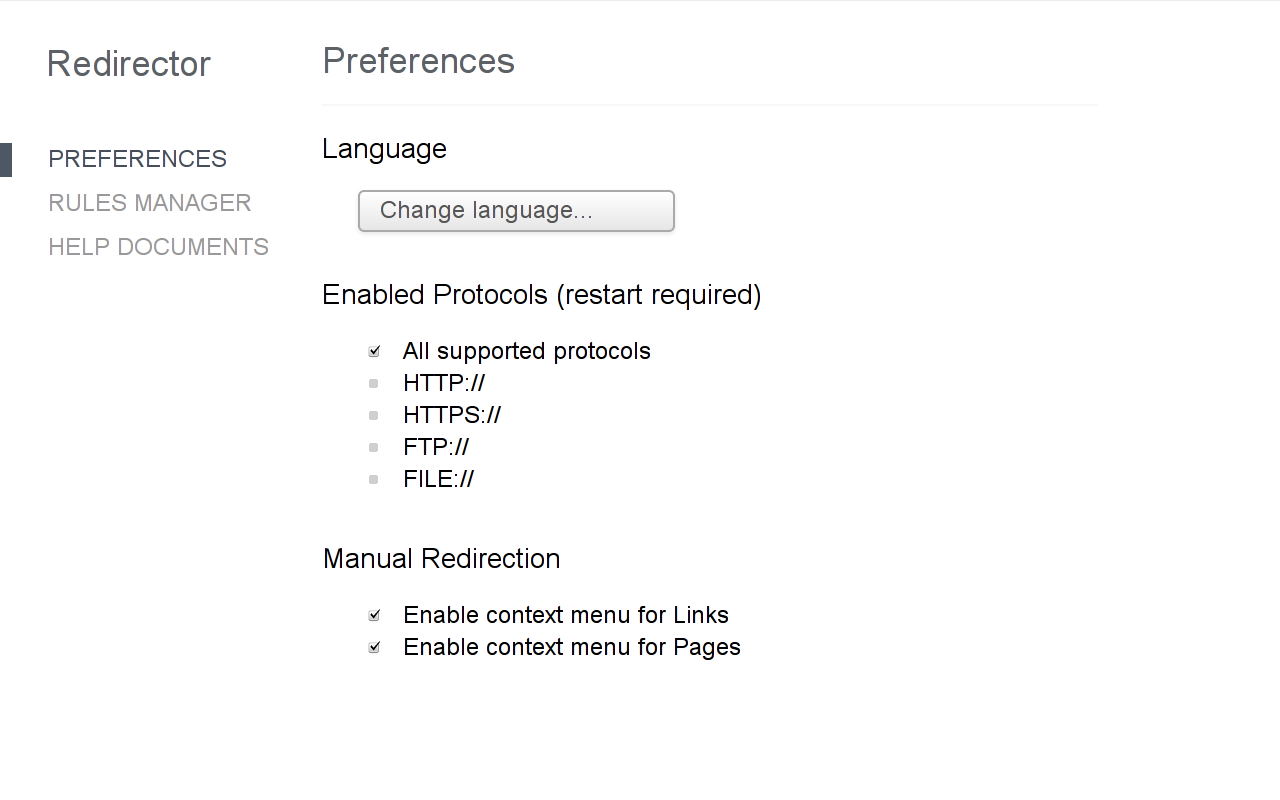 Redirector
PREFERENCES
RULES MANAGER
HELP DOCUMENTS
Preferences
Language
Change language...
Enabled Protocols (restart required)
All supported protocols
HTTP://
HTTPS://
FTP://
FILE://
Manual Redirection
Enable context menu for Links
Enable context menu for Pages